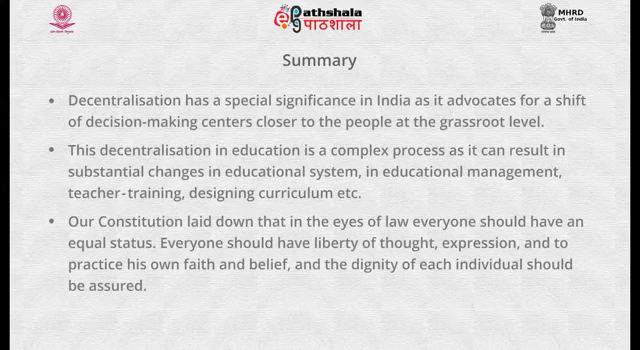 ePathshala
पाठशाला
MHRD
Govt. of India
Summary
• Decentralisation has a special significance in India as it advocates for a shift
of decision-making centers closer to the people at the grassroot level.
• This decentralisation in education is a complex process as it can result in
substantial changes in educational system, in educational management,
teacher-training, designing curriculum etc.
• Our Constitution laid down that in the eyes of law everyone should have an
equal status. Everyone should have liberty of thought, expression, and to
practice his own faith and belief, and the dignity of each individual should
be assured.